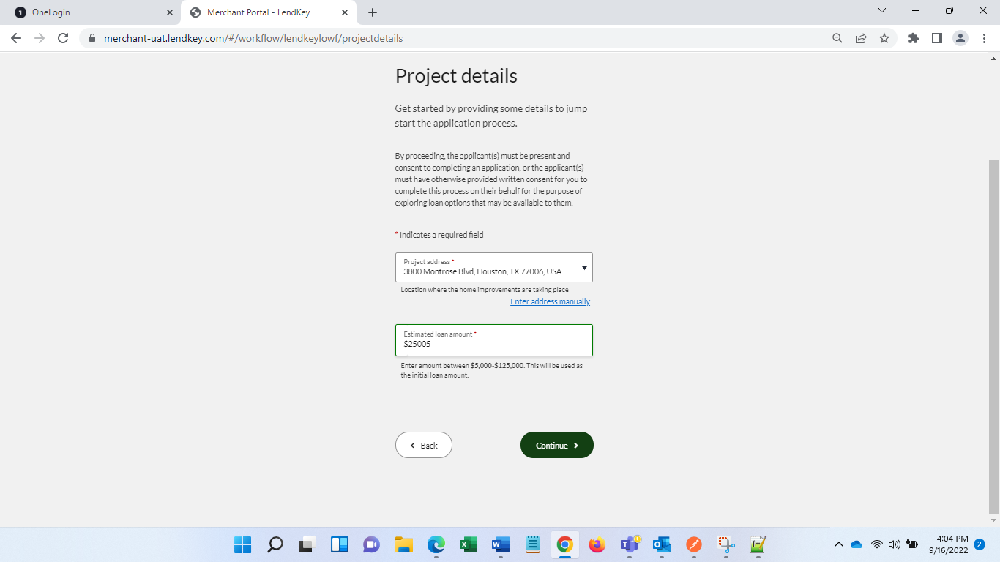 OneLogin
Merchant Portal - LendKey
merchant-uat.lendkey.com/#/workflow/lendkeylowf/projectdetails
Project details
Get started by providing some details to jump
start the application process.
By proceeding, the applicant(s) must be present and
consent to completing an application, or the applicant(s)
must have otherwise provided written consent for you to
complete this process on their behalf for the purpose of
exploring loan options that may be available to them.
* Indicates a required field
Project address *
3800 Montrose Blvd, Houston, TX 77006, USA
Location where the home improvements are taking place
Enter address manually
Estimated loan amount *
$25005
Enter amount between $5,000-$125,000. This will be used as
the initial loan amount.
Back
Continue
4:04 PM
9/16/2022
2